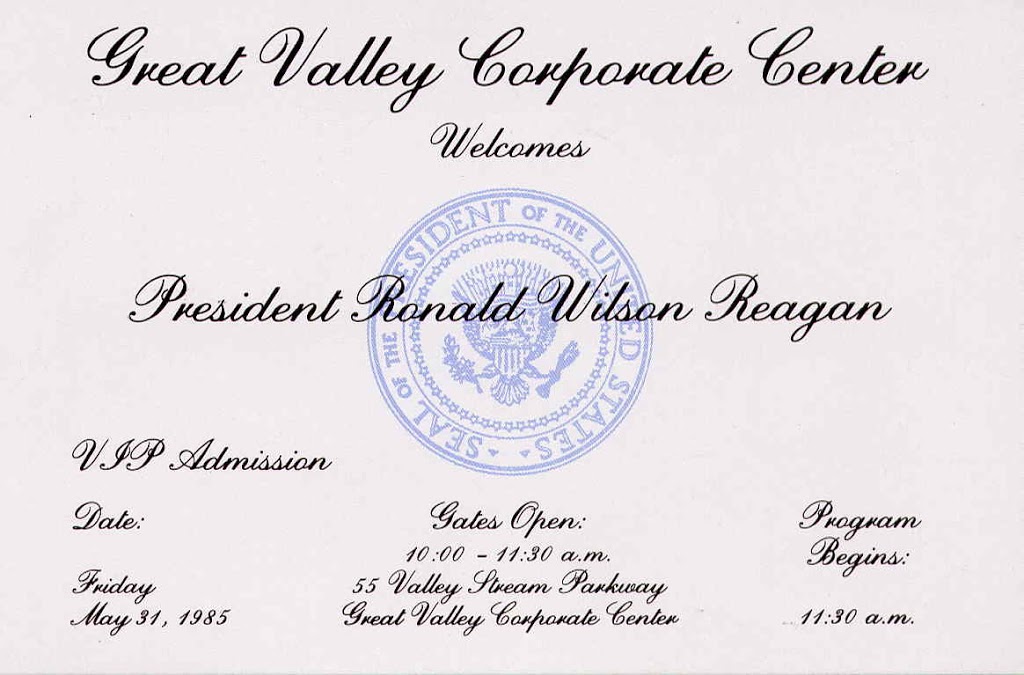 Great Valley Corporate Center
Welcomes
SEAL OF THE PRESIDENT OF THE UNITED STATES
President Ronald Wilson Reagan
VIP Admission
Date:
Friday
May 31, 1985
Gates Open:
10:00 - 11:30 a.m.
55 Valley Stream Parkway
Great Valley Corporate Center
Program
Begins:
11:30 a.m.